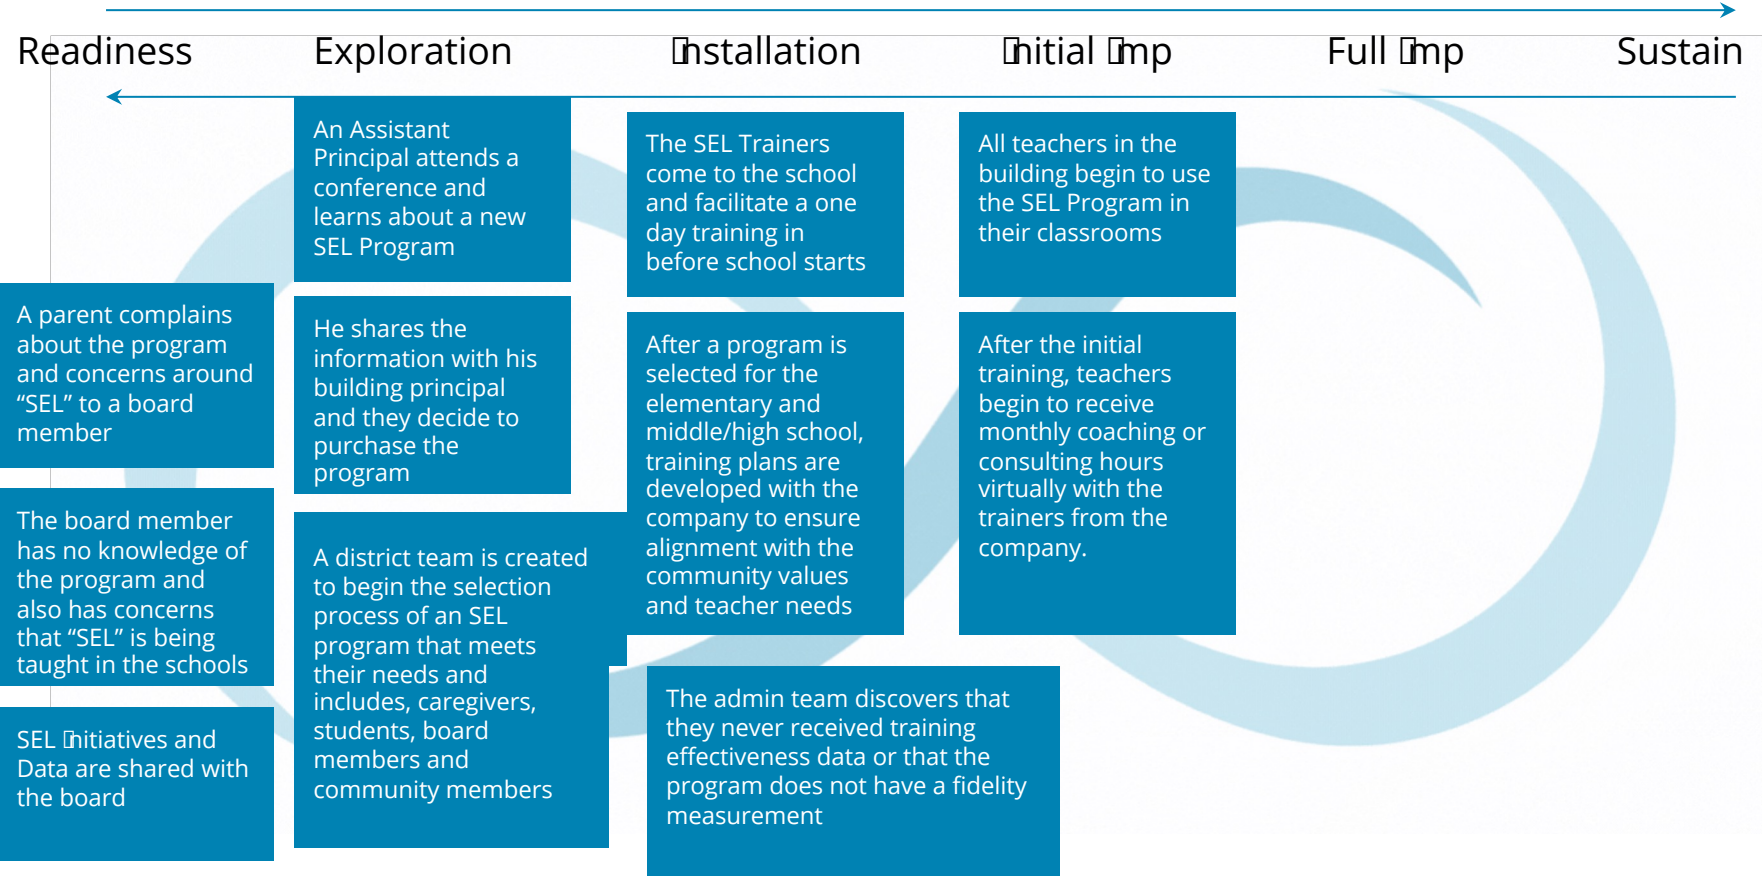 Readiness
Exploration
Installation
Initial Imp
Full Imp
Sustain
A parent complains
about the program
and concerns around
“SEL” to a board
member
The board member
has no knowledge of
the program and
also has concerns
that “SEL” is being
taught in the schools
SEL Initiatives and
Data are shared with
the board
An Assistant
Principal attends a
conference and
learns about a new
SEL Program
He shares the
information with his
building principal
and they decide to
purchase the
program
A district team is created
to begin the selection
process of an SEL
program that meets
their needs and
includes, caregivers,
students, board
members and
community members
The SEL Trainers
come to the school
and facilitate a one
day training in
before school starts
After a program is
selected for the
elementary and
middle/high school,
training plans are
developed with the
company to ensure
alignment with the
community values
and teacher needs
The admin team discovers that
they never received training
effectiveness data or that the
program does not have a fidelity
measurement
All teachers in the
building begin to use
the SEL Program in
their classrooms
After the initial
training, teachers
begin to receive
monthly coaching or
consulting hours
virtually with the
trainers from the
company.